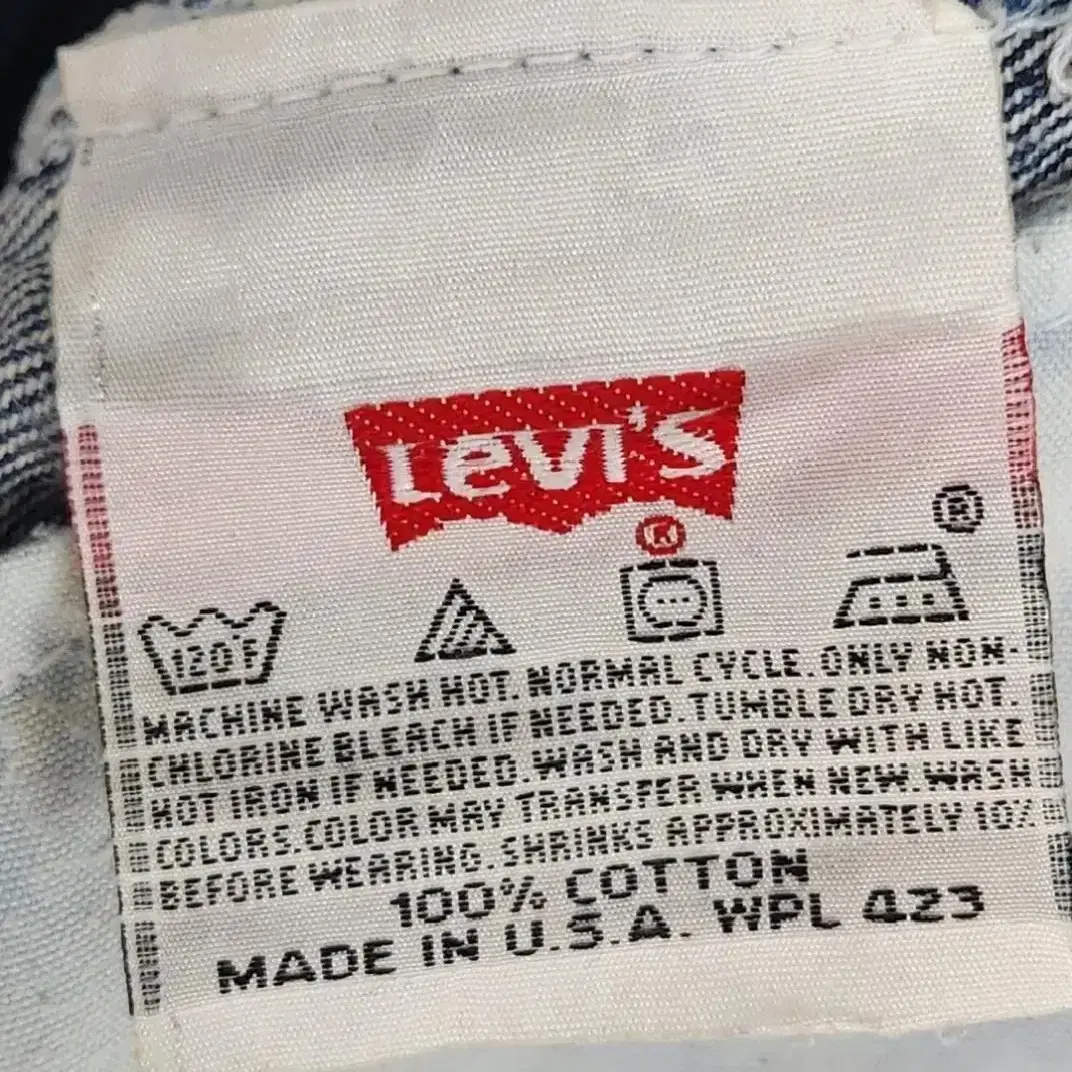 Levi's
®
®
120F
MACHINE WASH HOT. NORMAL CYCLE. ONLY NON-
CHLORINE BLEACH IF NEEDED. TUMBLE DRY HOT.
HOT IRON IF NEEDED. WASH AND DRY WITH LIKE
COLORS. COLOR MAY TRANSFER WHEN NEW. WASH
BEFORE WEARING. SHRINKS APPROXIMATELY 10%.
100% COTTON
MADE IN U.S.A. WPL 423